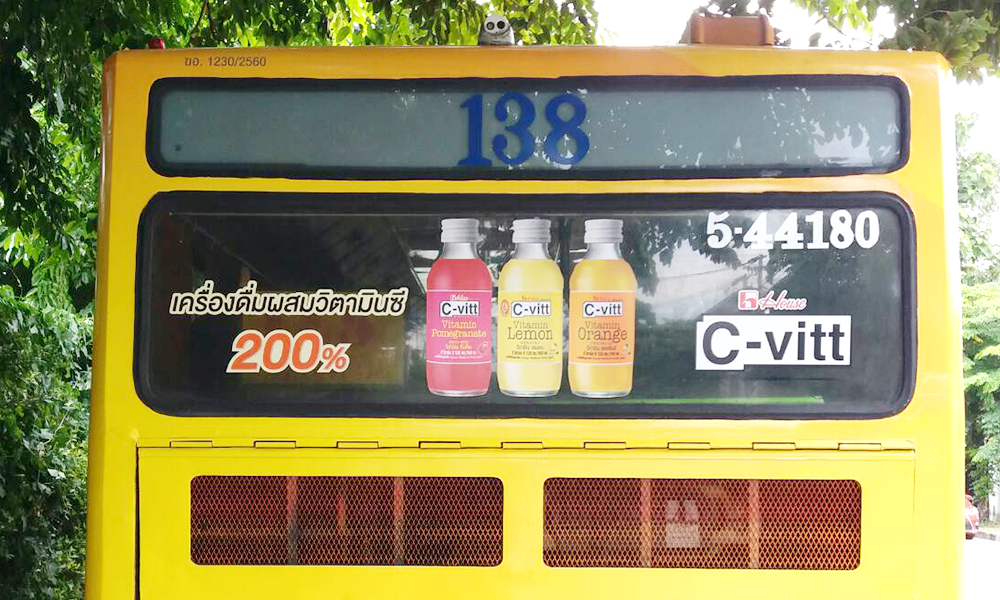 ฆอ. 1230/2560
138
5-44180
เครื่องดื่มผสมวิตามินซี
200%
C-vitt
Vitamin
Pomegranate
C-vitt
Vitamin
Lemon
C-vitt
Vitamin
Orange
House
C-vitt